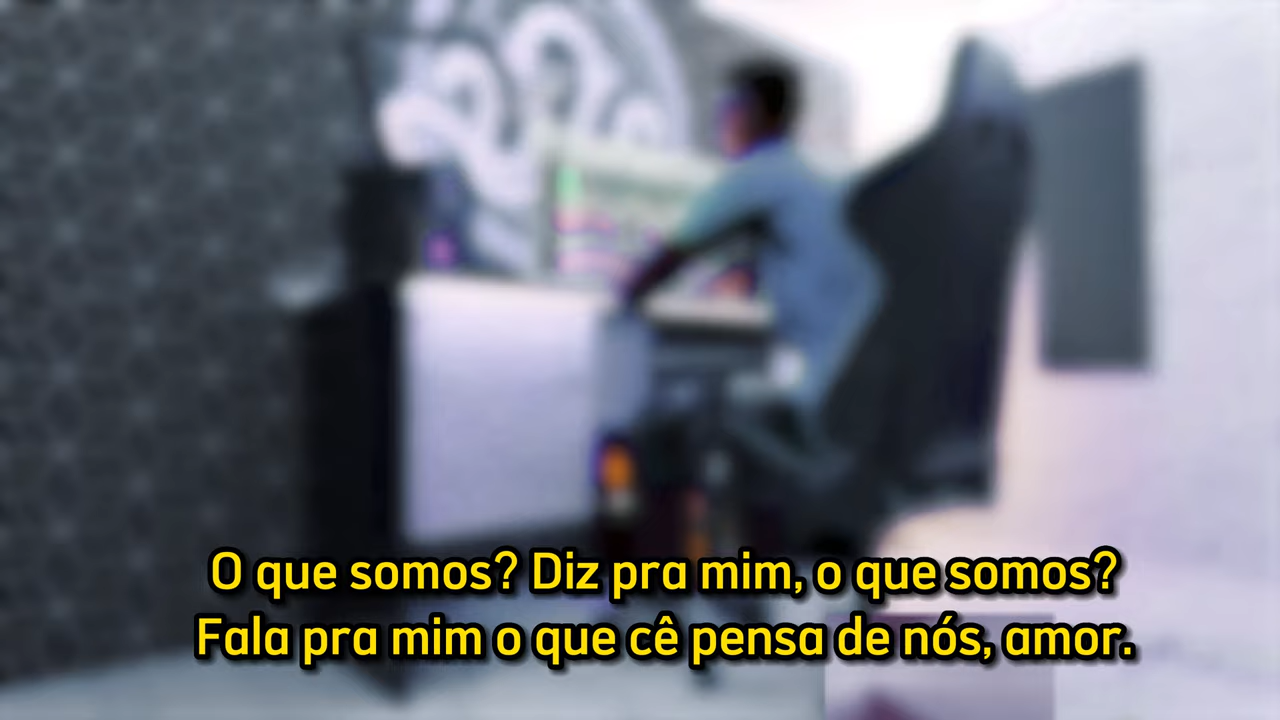 O que somos? Diz pra mim, o que somos?
Fala pra mim o que cê pensa de nós, amor.